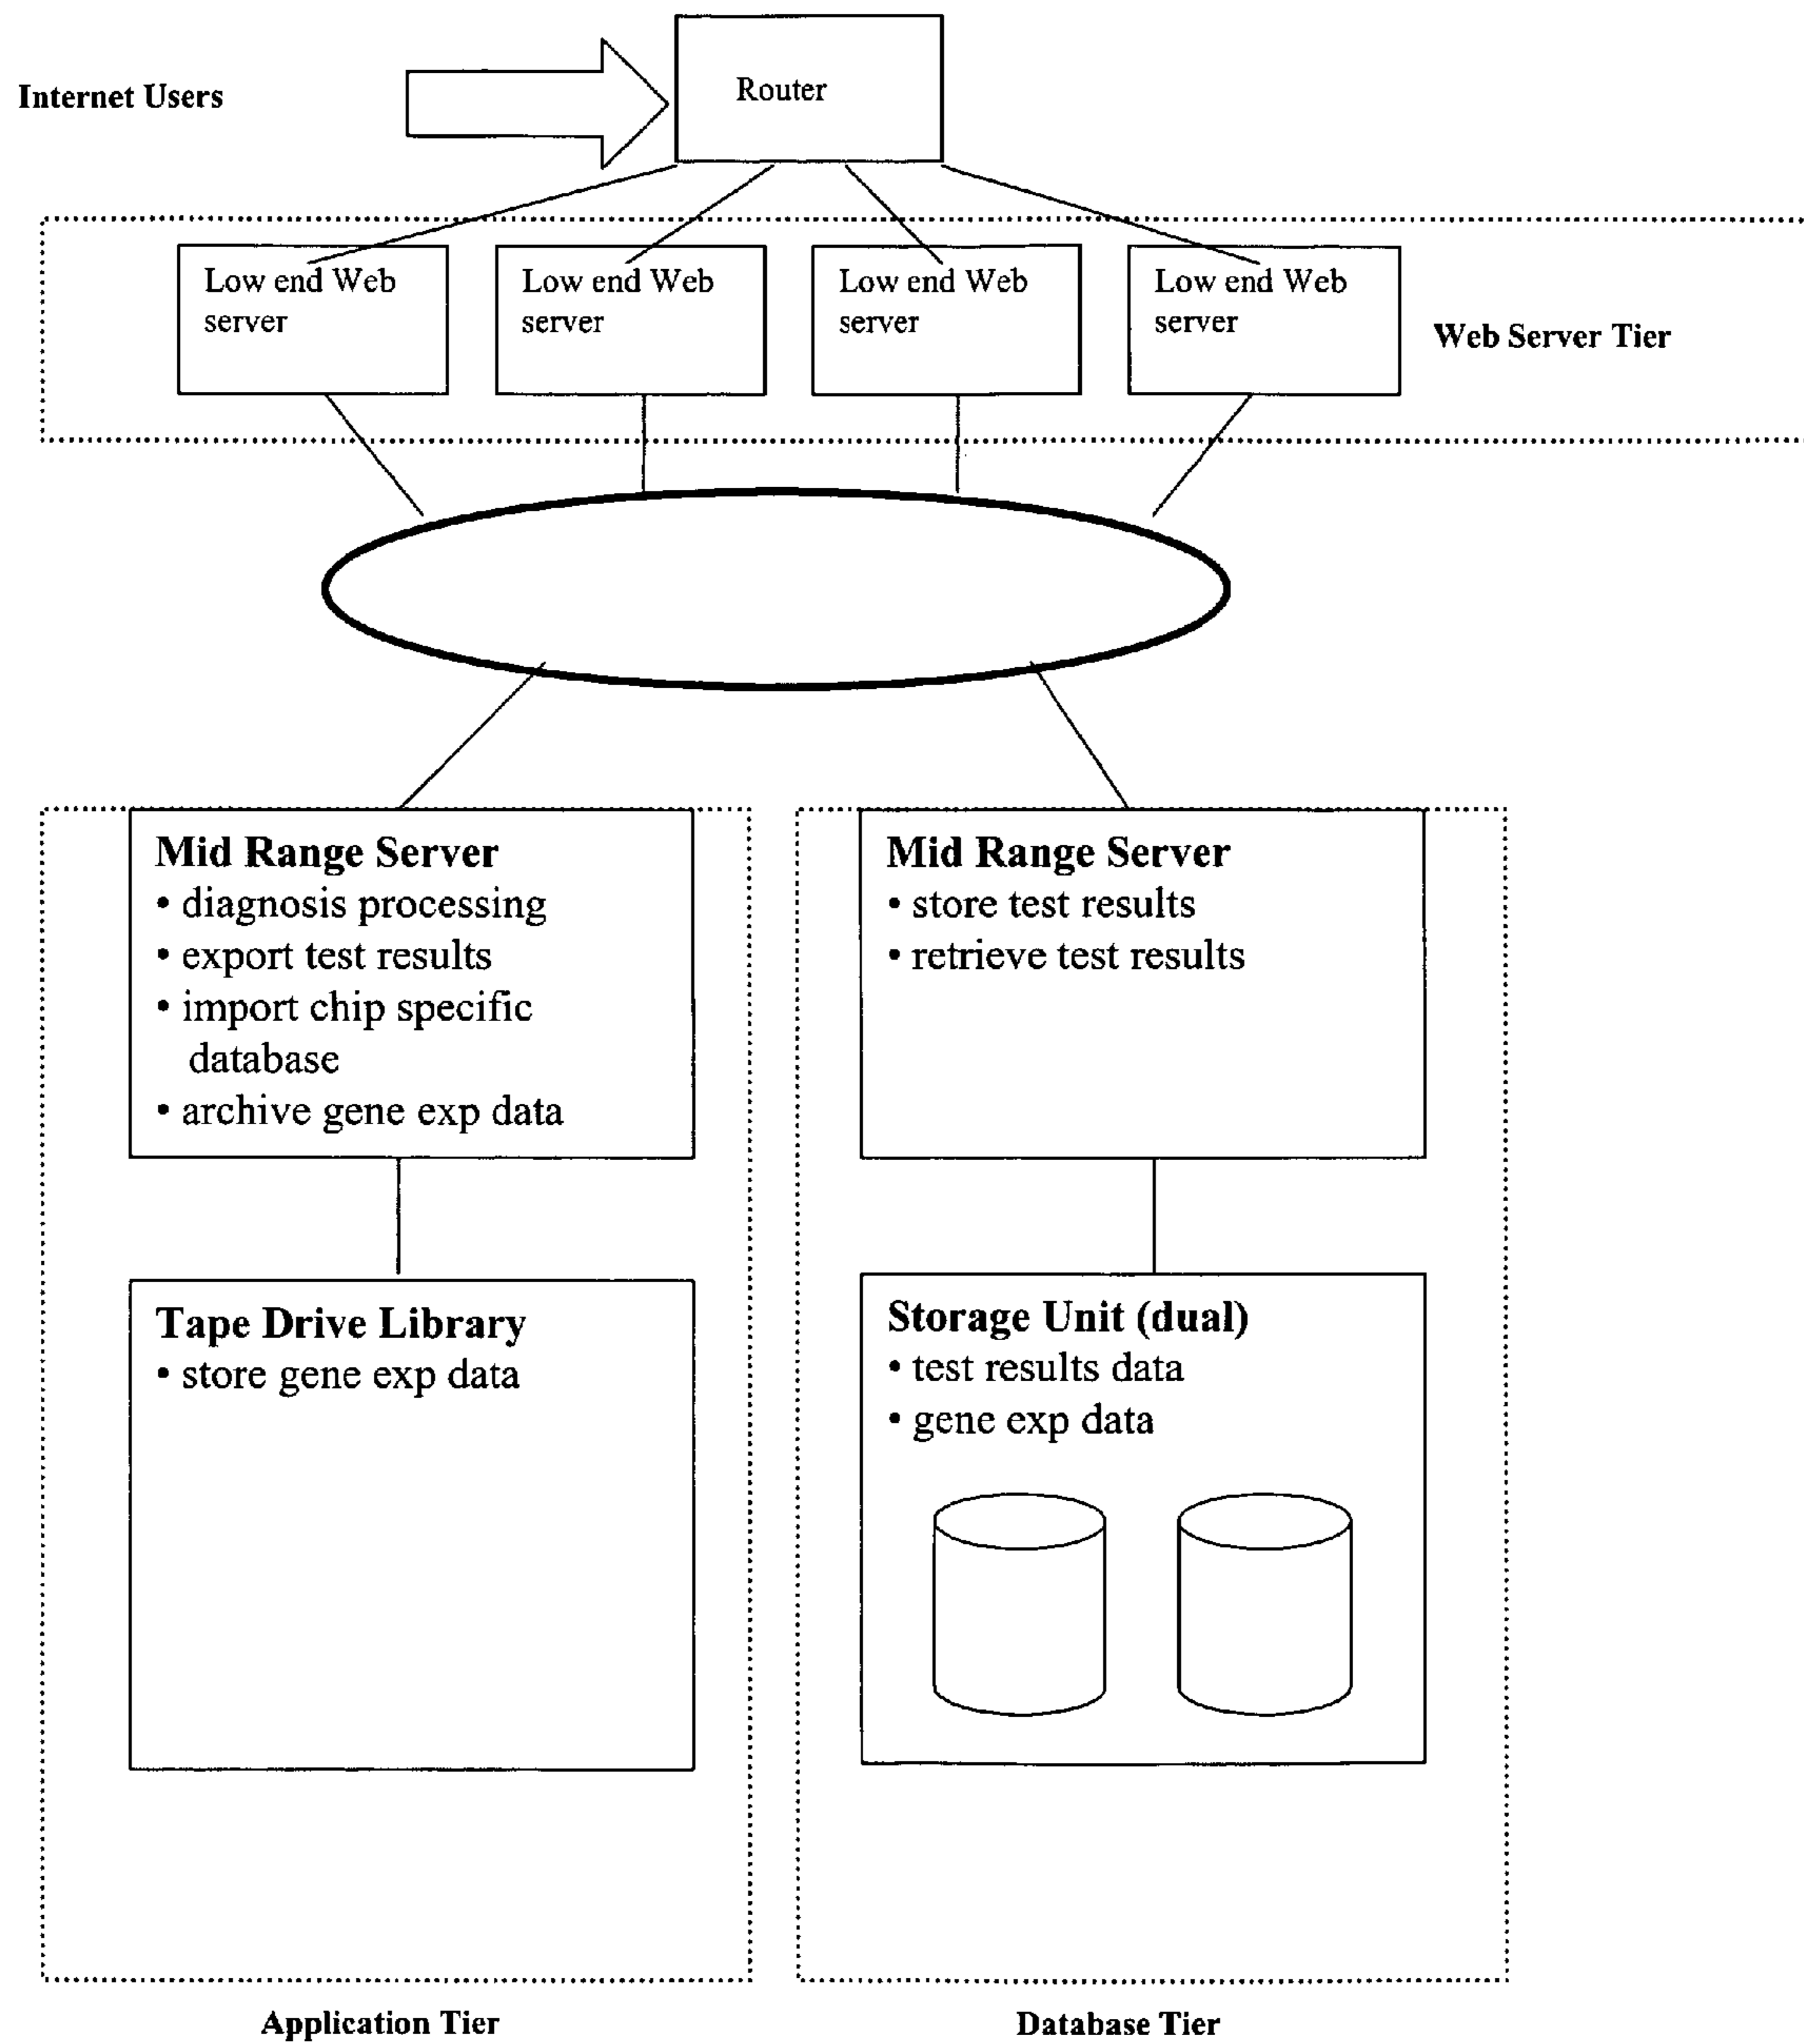 Internet Users
Router
Low end Web
server
Low end Web
server
Low end Web
server
Low end Web
server
Web Server Tier
Mid Range Server
• diagnosis processing
• export test results
• import chip specific
database
• archive gene exp data
Mid Range Server
• store test results
• retrieve test results
Tape Drive Library
• store gene exp data
Storage Unit (dual)
• test results data
• gene exp data
Application Tier
Database Tier